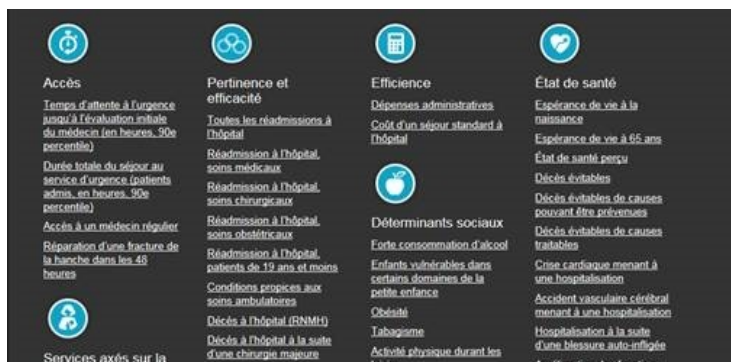 Accès
Temps d'attente à l'urgence
jusqu'à l'évaluation initiale
du médecin (en heures, 90e
percentile)
Durée totale du séjour au
service d'urgence (patients
admis, en heures, 90e
percentile)
Accès à un médecin régulier
Réparation d'une fracture de
la hanche dans les 48
heures
Services axés sur la
Pertinence et
efficacité
Toutes les réadmissions à
l'hôpital
Réadmission à l'hôpital,
soins médicaux
Réadmission à l'hôpital,
soins chirurgicaux
Réadmission à l'hôpital,
soins obstétricaux
Réadmission à l'hôpital,
patients de 19 ans et moins
Conditions propices aux
soins ambulatoires
Décès à l'hôpital (RNMH)
Décès à l'hôpital à la suite
d'une chirurgie majeure
Efficience
Dépenses administratives
Coût d'un séjour standard à
l'hôpital
Déterminants sociaux
Forte consommation d'alcool
Enfants vulnérables dans
certains domaines de la
petite enfance
Obésité
Tabagisme
Activité physique durant les
État de santé
Espérance de vie à la
naissance
Espérance de vie à 65 ans
État de santé perçu
Décès évitables
Décès évitables de causes
pouvant être prévenues
Décès évitables de causes
traitables
Crise cardiaque menant à
une hospitalisation
Accident vasculaire cérébral
menant à une hospitalisation
Hospitalisation à la suite
d'une blessure auto-infligée